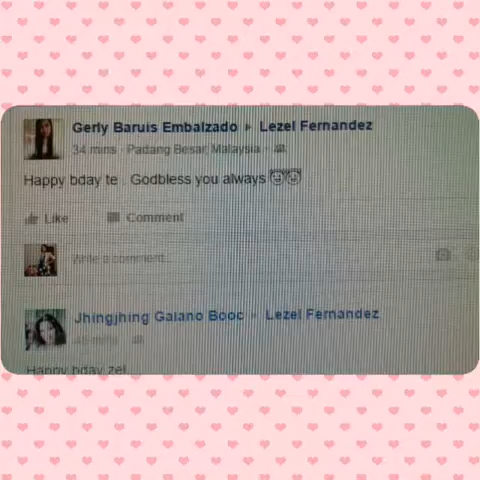 Gerly Baruis Embalzado ▸ Lezel Fernandez
34 mins · Padang Besar, Malaysia ·
Happy bday te . Godbless you always
Like Comment
Write a comment...
Jhingjhing Galano Booc ▸ Lezel Fernandez
mins
Happy bday zel